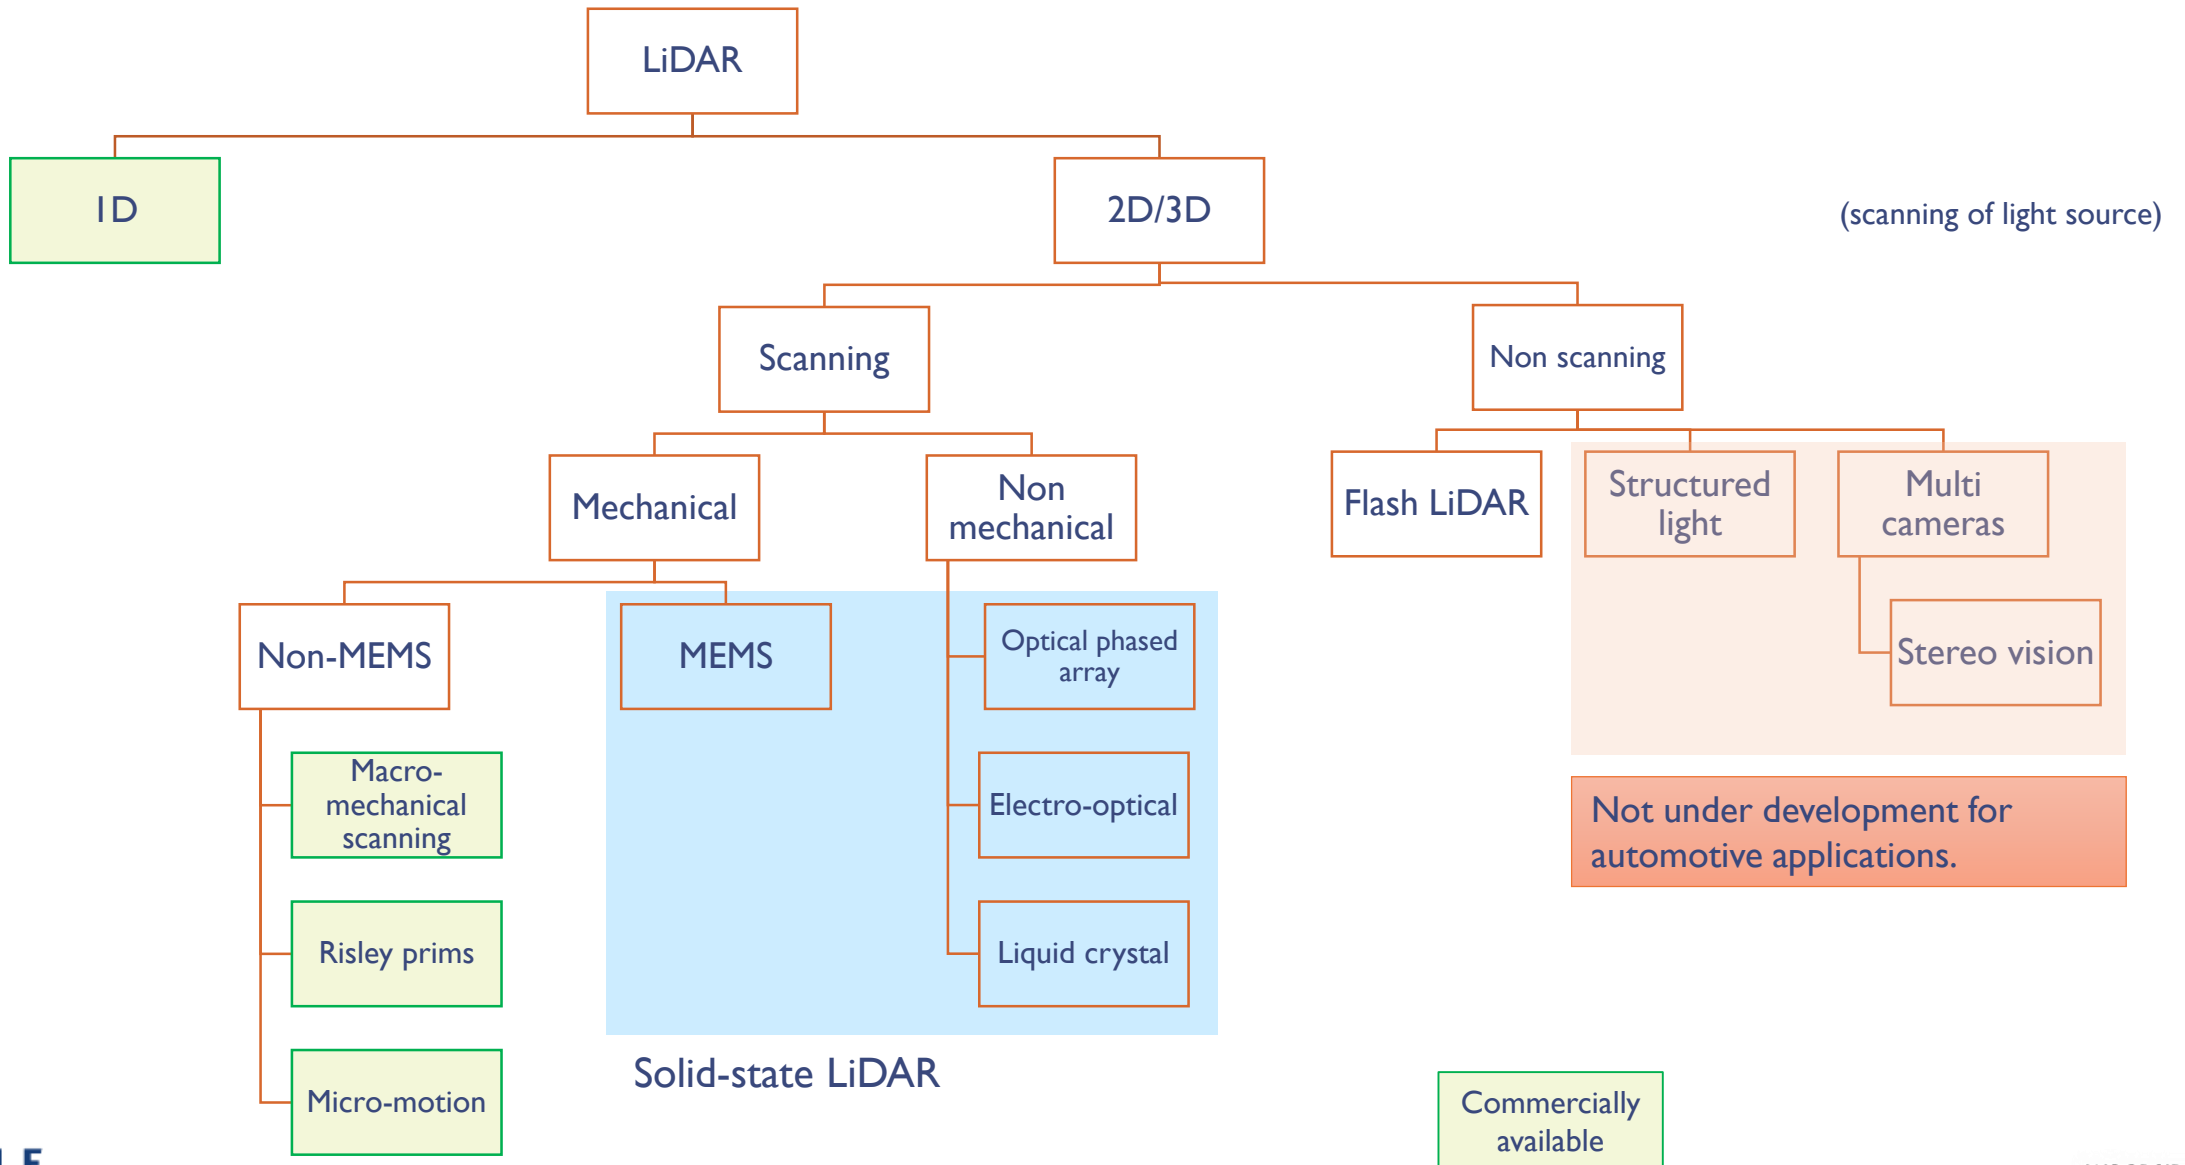 LiDAR
1D
2D/3D
(scanning of light source)
Scanning
Non scanning
Mechanical
Non
mechanical
Flash LiDAR
Structured
light
Multi
cameras
Non-MEMS
MEMS
Optical phased
array
Stereo vision
Macro-
mechanical
scanning
Electro-optical
Not under development for
automotive applications.
Risley prims
Liquid crystal
Solid-state LiDAR
Micro-motion
Commercially
available